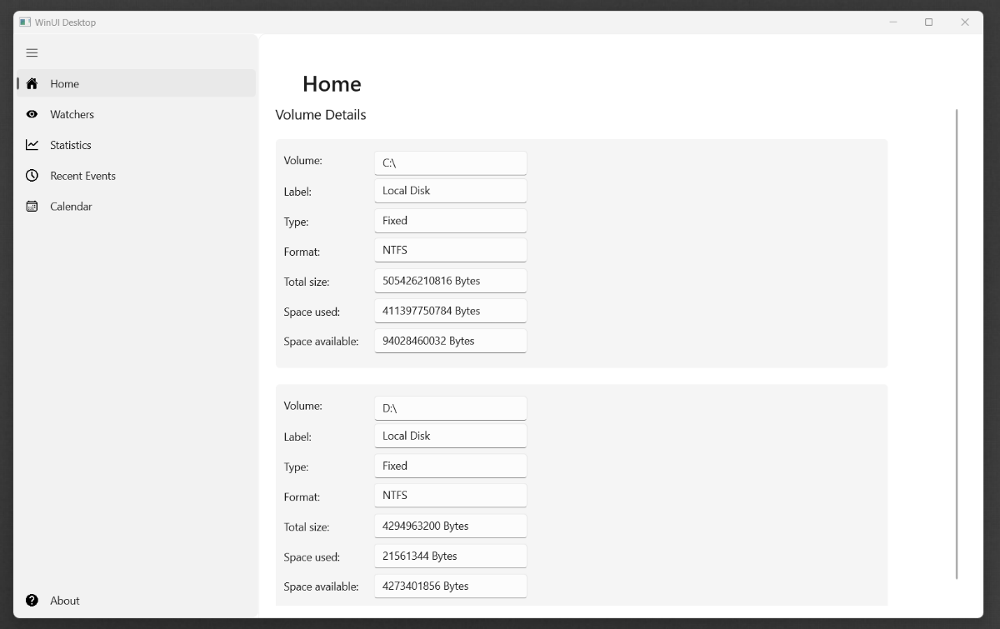 WinUI Desktop
Home
Watchers
Statistics
Recent Events
Calendar
About
Home
Volume Details
Volume: C:\
Label: Local Disk
Type: Fixed
Format: NTFS
Total size: 505426210816 Bytes
Space used: 411397750784 Bytes
Space available: 94028460032 Bytes
Volume: D:\
Label: Local Disk
Type: Fixed
Format: NTFS
Total size: 4294963200 Bytes
Space used: 21561344 Bytes
Space available: 4273401856 Bytes